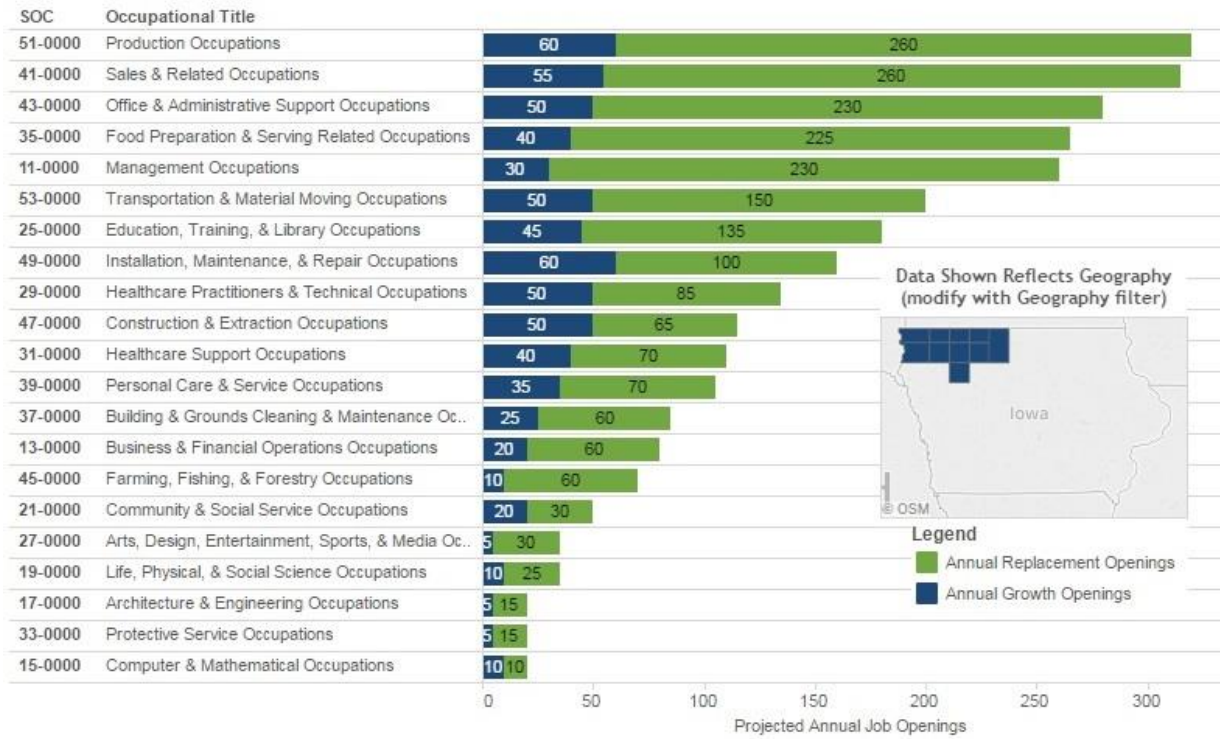 SOC Occupational Title
51-0000 Production Occupations 60 260
41-0000 Sales & Related Occupations 55 260
43-0000 Office & Administrative Support Occupations 50 230
35-0000 Food Preparation & Serving Related Occupations 40 225
11-0000 Management Occupations 30 230
53-0000 Transportation & Material Moving Occupations 50 150
25-0000 Education, Training, & Library Occupations 45 135
49-0000 Installation, Maintenance, & Repair Occupations 60 100
29-0000 Healthcare Practitioners & Technical Occupations 50 85
47-0000 Construction & Extraction Occupations 50 65
31-0000 Healthcare Support Occupations 40 70
39-0000 Personal Care & Service Occupations 35 70
37-0000 Building & Grounds Cleaning & Maintenance Oc.. 25 60
13-0000 Business & Financial Operations Occupations 20 60
45-0000 Farming, Fishing, & Forestry Occupations 10 60
21-0000 Community & Social Service Occupations 20 30
27-0000 Arts, Design, Entertainment, Sports, & Media Oc.. 5 30
19-0000 Life, Physical, & Social Science Occupations 10 25
17-0000 Architecture & Engineering Occupations 5 15
33-0000 Protective Service Occupations 5 15
15-0000 Computer & Mathematical Occupations 10 10
0 50 100 150 200 250 300
Projected Annual Job Openings
Data Shown Reflects Geography
(modify with Geography filter)
Iowa
© OSM
Legend
Annual Replacement Openings
Annual Growth Openings